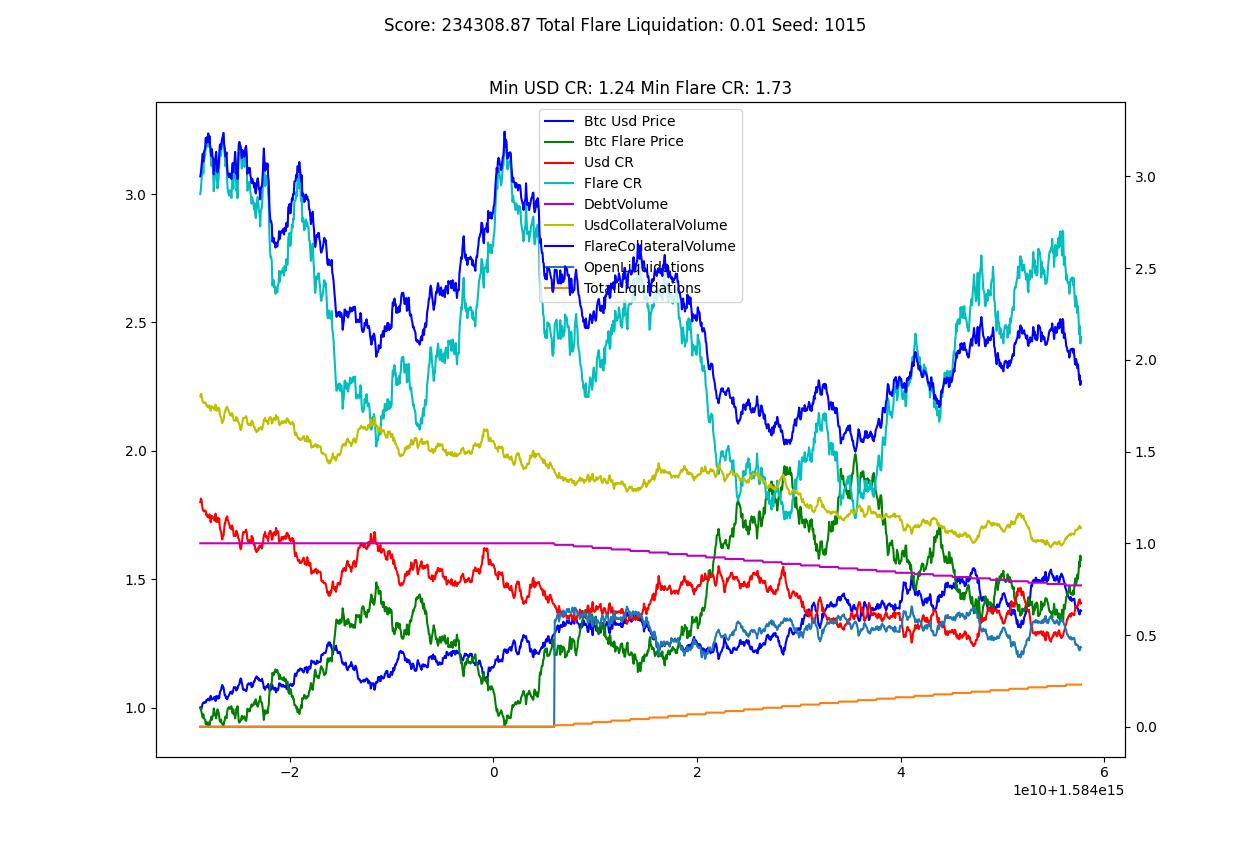 Score: 234308.87 Total Flare Liquidation: 0.01 Seed: 1015
Min USD CR: 1.24 Min Flare CR: 1.73
Btc Usd Price
Btc Flare Price
Usd CR
Flare CR
DebtVolume
UsdCollateralVolume
FlareCollateralVolume
OpenLiquidations
TotalLiquidations
3.0
2.5
2.0
1.5
1.0
3.0
2.5
2.0
1.5
1.0
0.5
0.0
−2 0 2 4 6
1e10+1.584e15